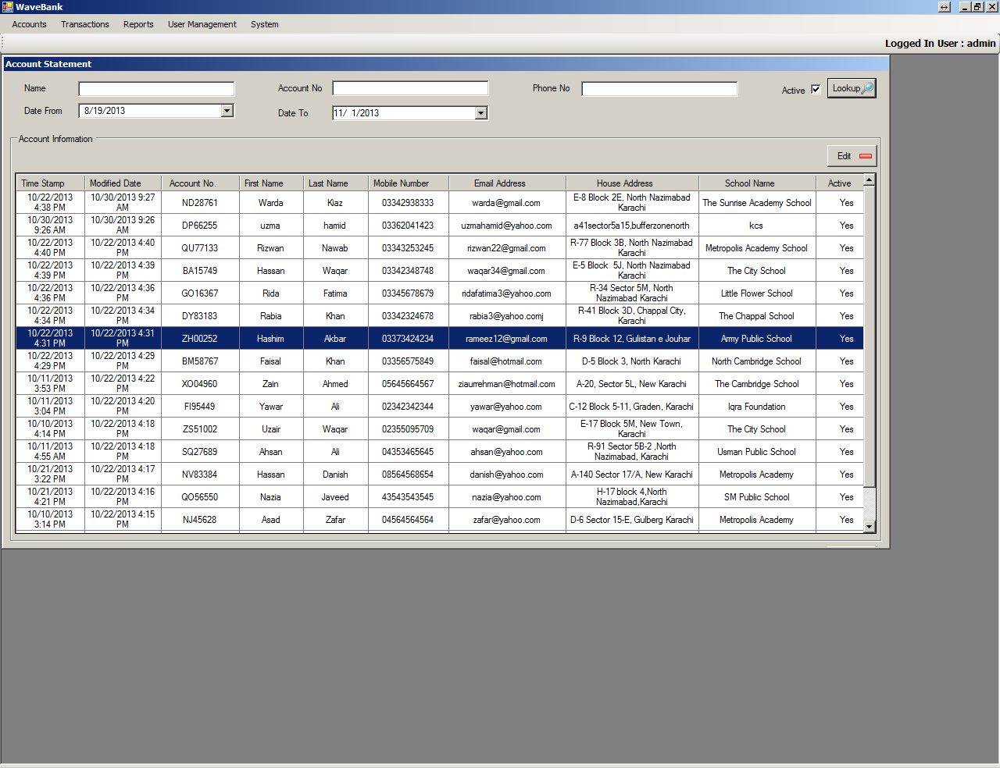 WaveBank
Accounts Transactions Reports User Management System
Logged In User : admin
Account Statement
Name Account No Phone No Active Lookup
Date From 8/19/2013 Date To 11/ 1/2013
Account Information
Edit
Time Stamp Modified Date Account No. First Name Last Name Mobile Number Email Address House Address School Name Active
10/22/2013 4:38 PM 10/30/2013 9:27 AM ND28761 Warda Kiaz 03342938333 warda@gmail.com E-8 Block 2E, North Nazimabad Karachi The Sunrise Academy School Yes
10/30/2013 9:26 AM 10/30/2013 9:26 AM DP66255 uzma hamid 03362041423 uzmahamid@yahoo.com a41sector5a15,bufferzonenorth kcs Yes
10/22/2013 4:40 PM 10/22/2013 4:40 PM QU77133 Rizwan Nawab 03343253245 rizwan22@gmail.com R-77 Block 3B, North Nazimabad Karachi Metropolis Academy School Yes
10/22/2013 4:39 PM 10/22/2013 4:39 PM BA15749 Hassan Waqar 03342348748 waqar34@gmail.com E-5 Block  5J, North Nazimabad Karachi The City School Yes
10/22/2013 4:36 PM 10/22/2013 4:36 PM GO16367 Rida Fatima 03345678679 ridafatima3@yahoo.com R-34 Sector 5M, North Nazimabad Karachi Little Flower School Yes
10/22/2013 4:34 PM 10/22/2013 4:34 PM DY83183 Rabia Khan 03342324678 rabia3@yahoo.comj R-41 Block 3D, Chappal City, Karachi The Chappal School Yes
10/22/2013 4:31 PM 10/22/2013 4:31 PM ZH00252 Hashim Akbar 03373424234 rameez12@gmail.com R-9 Block 12, Gulistan e Jouhar Army Public School Yes
10/22/2013 4:29 PM 10/22/2013 4:29 PM BM58767 Faisal Khan 03356575849 faisal@hotmail.com D-5 Block 3, North Karachi North Cambridge School Yes
10/11/2013 3:53 PM 10/22/2013 4:22 PM XO04960 Zain Ahmed 05645664567 ziaurrehman@hotmail.com A-20, Sector 5L, New Karachi The Cambridge School Yes
10/11/2013 3:04 PM 10/22/2013 4:20 PM FI95449 Yawar Ali 02342342344 yawar@yahoo.com C-12 Block 5-11, Graden, Karachi Iqra Foundation Yes
10/10/2013 4:14 PM 10/22/2013 4:18 PM ZS51002 Uzair Waqar 02355095709 waqar@gmail.com E-17 Block 5M, New Town, Karachi The City School Yes
10/11/2013 4:55 AM 10/22/2013 4:18 PM SQ27689 Ahsan Ali 04353465645 ahsan@yahoo.com R-91 Sector 5B-2 ,North Nazimabad, Karachi Usman Public School Yes
10/21/2013 3:22 PM 10/22/2013 4:17 PM NV83384 Hassan Danish 08564568654 danish@yahoo.com A-140 Sector 17/A, New Karachi Metropolis Academy Yes
10/21/2013 4:21 PM 10/22/2013 4:16 PM QO56550 Nazia Javeed 43543543545 nazia@yahoo.com H-17 block 4,North Nazimabad,Karachi SM Public School Yes
10/10/2013 3:14 PM 10/22/2013 4:15 PM NJ45628 Asad Zafar 04564564564 zafar@yahoo.com D-6 Sector 15-E, Gulberg Karachi Metropolis Academy Yes